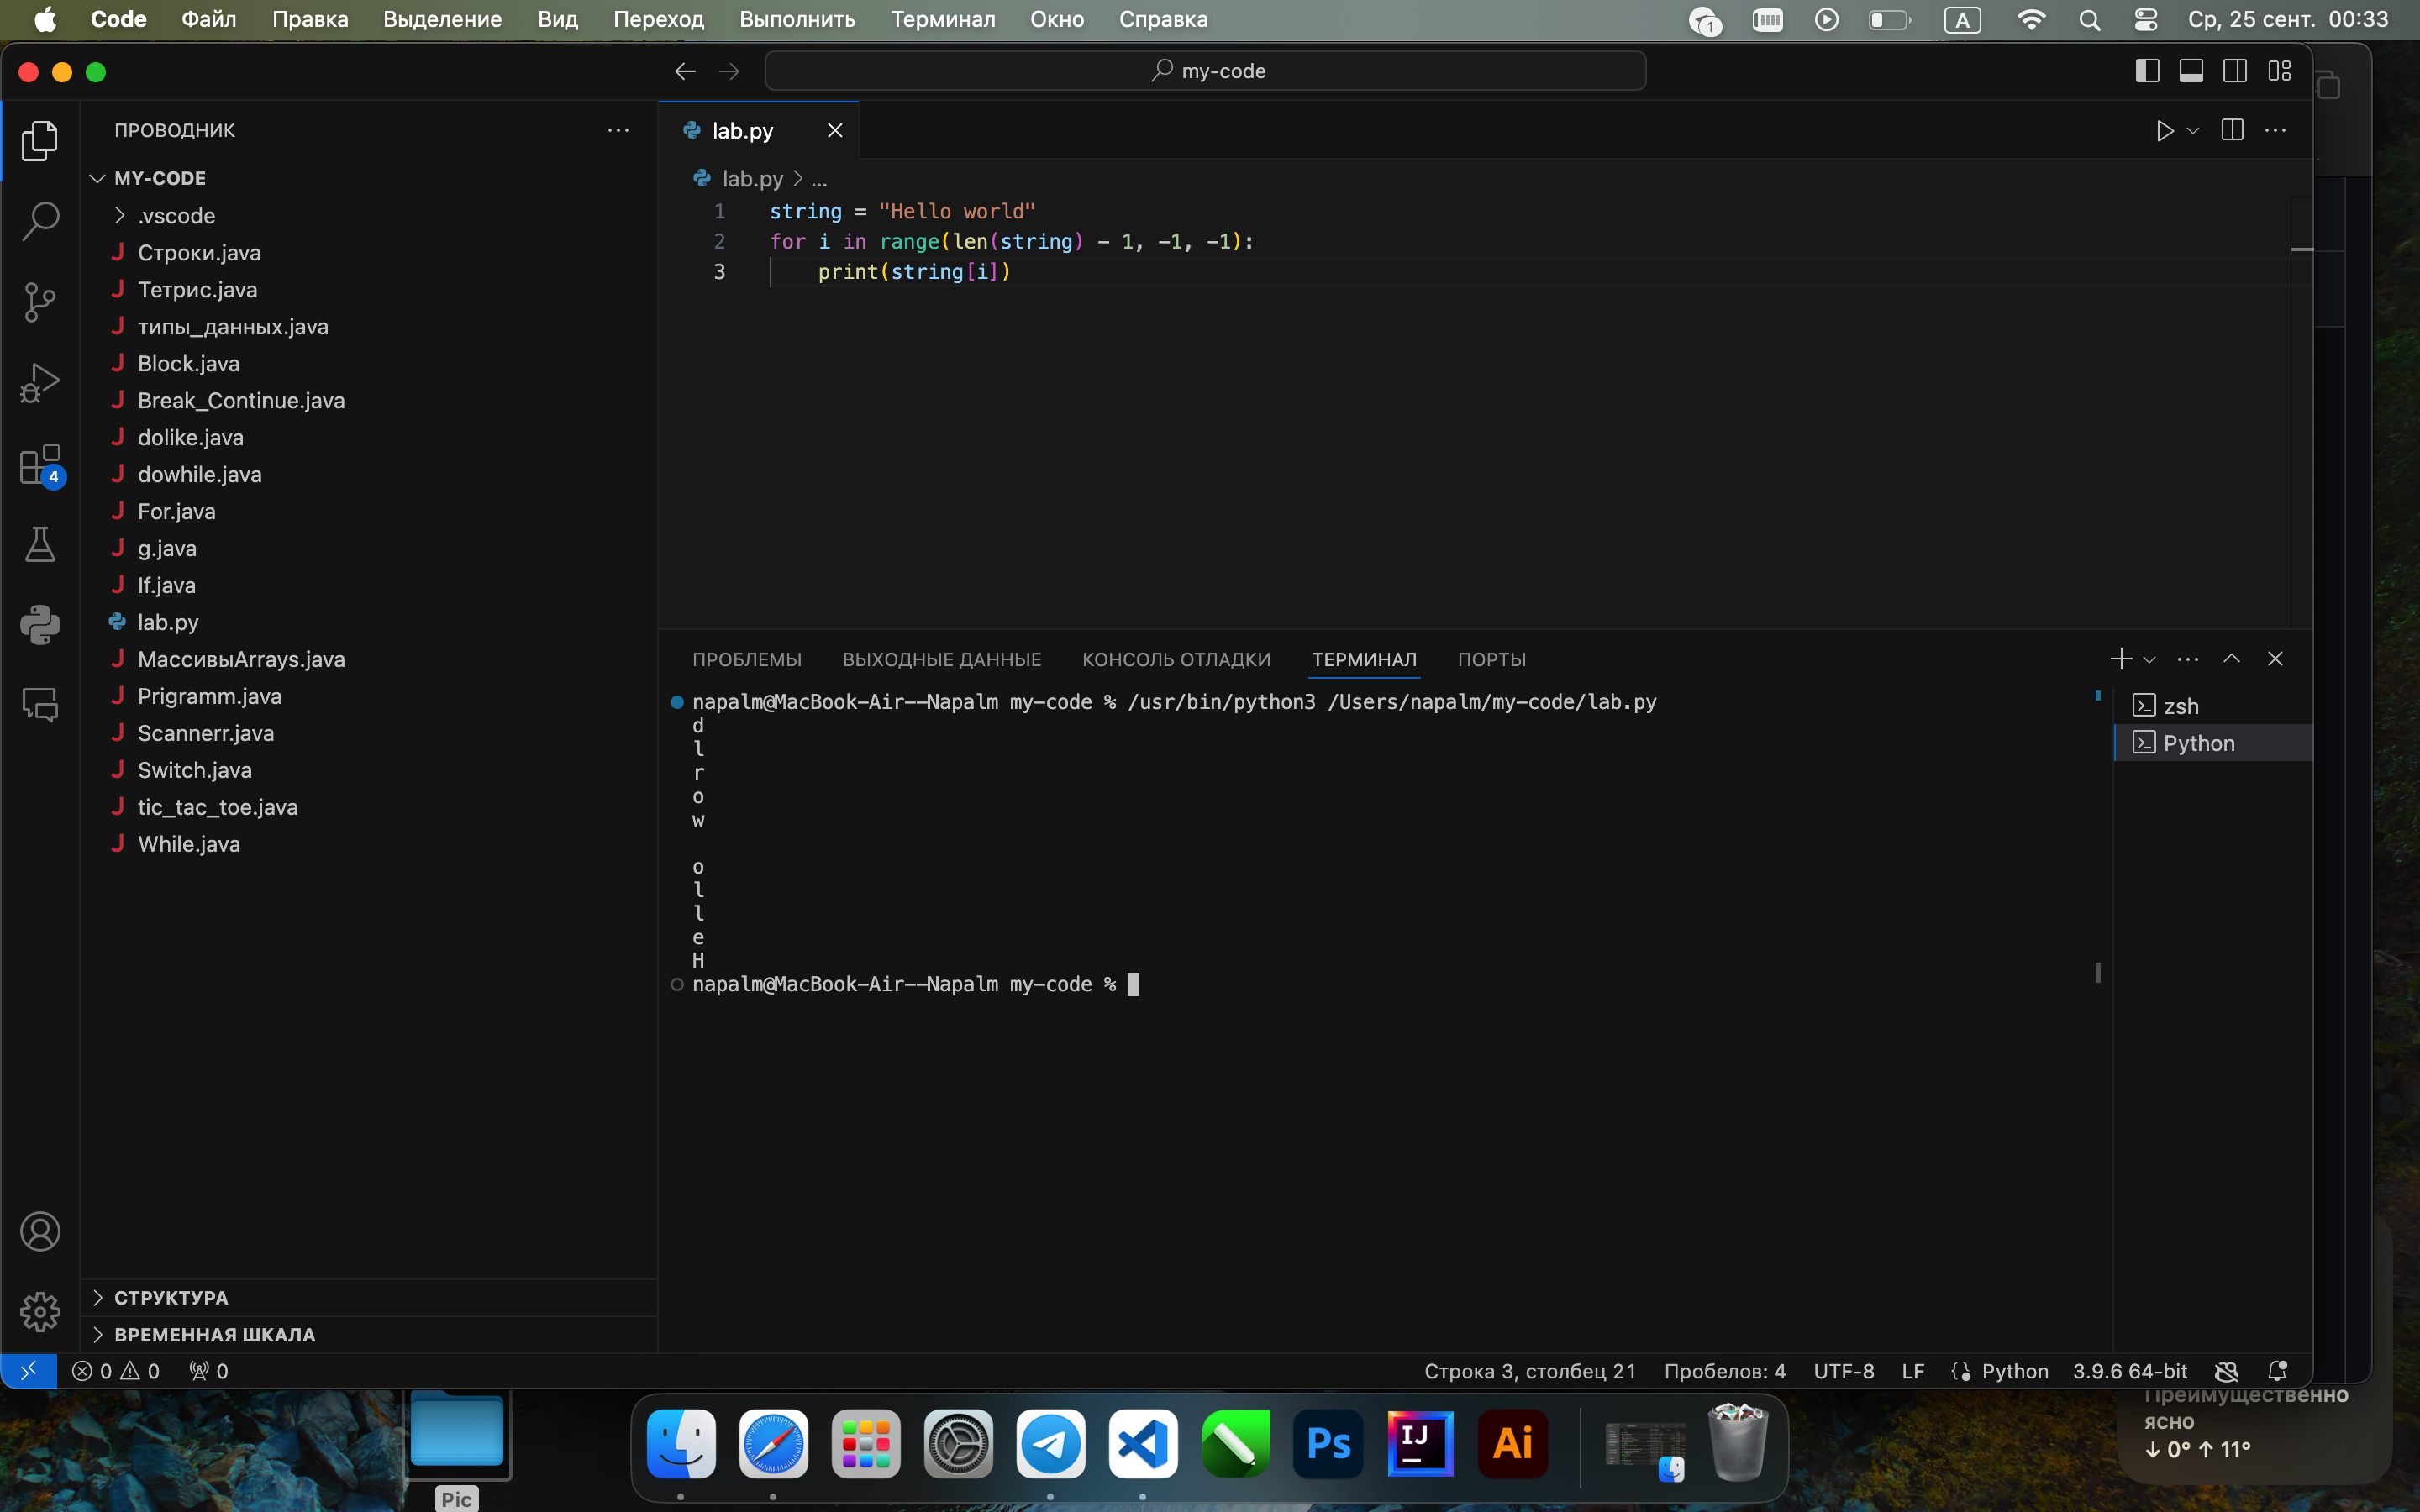 Code Файл Правка Выделение Вид Переход Выполнить Терминал Окно Справка 1 A Ср, 25 сент. 00:33
my-code
ПРОВОДНИК
MY-CODE
.vscode
J Строки.java
J Тетрис.java
J типы_данных.java
J Block.java
J Break_Continue.java
J dolike.java
J dowhile.java
J For.java
J g.java
J If.java
lab.py
J МассивыArrays.java
J Prigramm.java
J Scannerr.java
J Switch.java
J tic_tac_toe.java
J While.java
4
СТРУКТУРА
ВРЕМЕННАЯ ШКАЛА
lab.py
lab.py > ...
1 string = "Hello world"
2 for i in range(len(string) - 1, -1, -1):
3 print(string[i])
ПРОБЛЕМЫ ВЫХОДНЫЕ ДАННЫЕ КОНСОЛЬ ОТЛАДКИ ТЕРМИНАЛ ПОРТЫ
napalm@MacBook-Air--Napalm my-code % /usr/bin/python3 /Users/napalm/my-code/lab.py
d
l
r
o
w
o
l
l
e
H
napalm@MacBook-Air--Napalm my-code %
zsh
Python
0 0 0 Строка 3, столбец 21 Пробелов: 4 UTF-8 LF Python 3.9.6 64-bit
Преимущественно
ясно
↓ 0° ↑ 11°
Ps IJ Ai
Pic